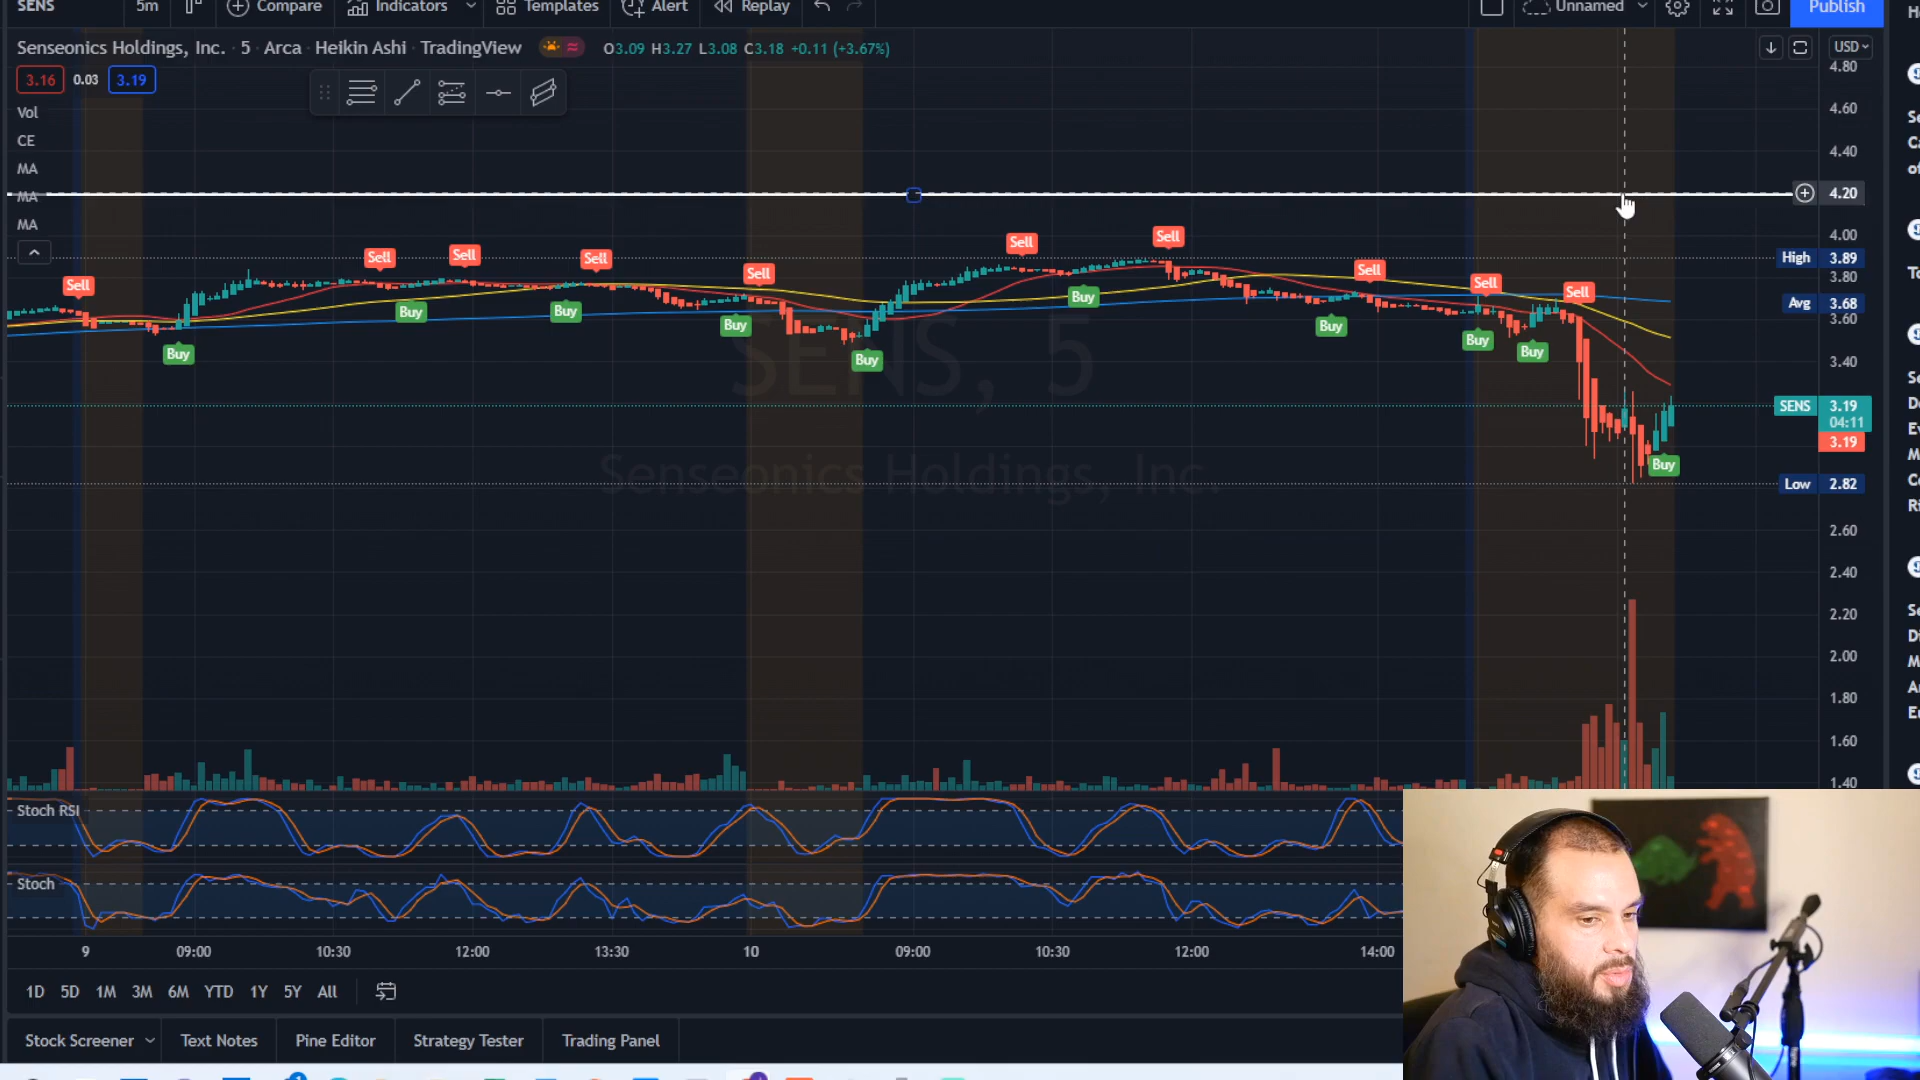 SENS 5m Compare Indicators Templates Alert Replay Unnamed Publish
Senseonics Holdings, Inc. · 5 · Arca · Heikin Ashi · TradingView O3.09 H3.27 L3.08 C3.18 +0.11 (+3.67%) USD
3.16 0.03 3.19
Vol
CE
MA
MA
MA
4.80
4.60
4.40
4.20
4.00
High 3.89
3.80
Avg 3.68
3.60
3.40
SENS 3.19
04:11
3.19
Low 2.82
2.60
2.40
2.20
2.00
1.80
1.60
1.40
Sell
Sell
Sell
Sell
Sell
Sell
Sell
Sell
Sell
Sell
Buy
Buy
Buy
Buy
Buy
Buy
Buy
Buy
Buy
Buy
SENS, 5
Senseonics Holdings, Inc.
Stoch RSI
Stoch
9 09:00 10:30 12:00 13:30 10 09:00 10:30 12:00 14:00
1D 5D 1M 3M 6M YTD 1Y 5Y All
Stock Screener Text Notes Pine Editor Strategy Tester Trading Panel